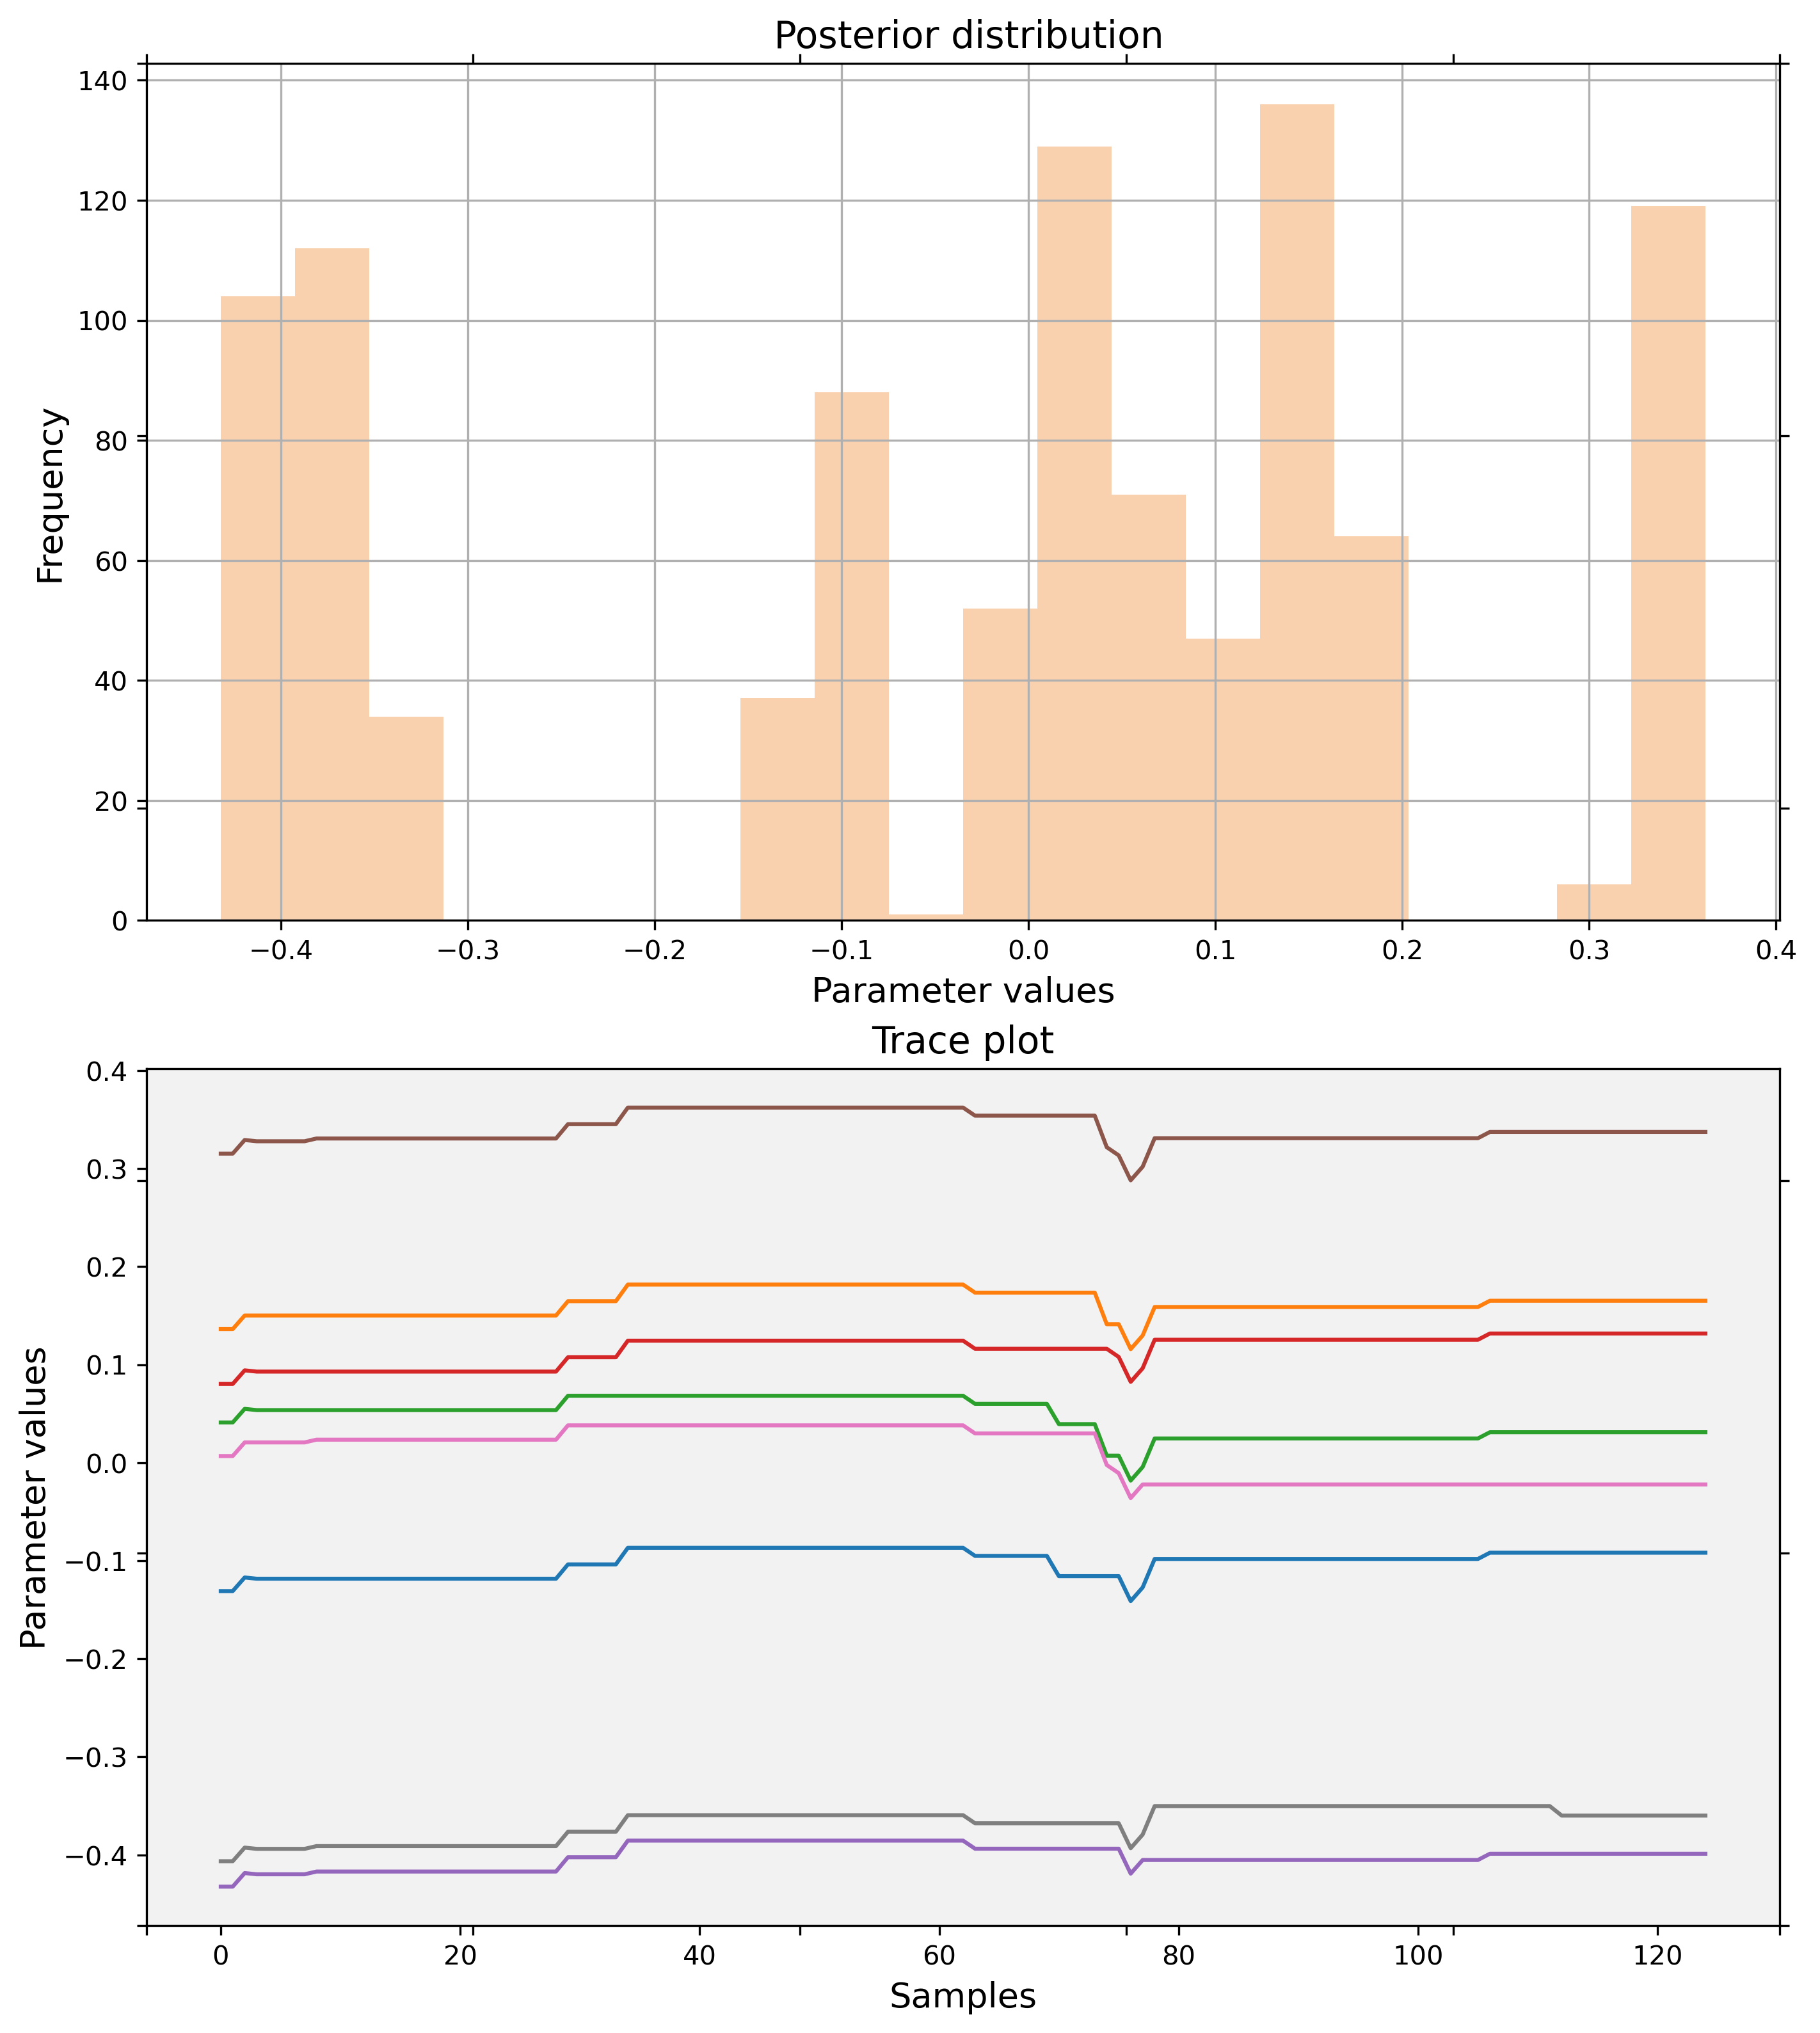 Posterior distribution
140
120
100
80
60
40
20
0
Frequency
−0.4 −0.3 −0.2 −0.1 0.0 0.1 0.2 0.3 0.4
Parameter values
Trace plot
0.4
0.3
0.2
0.1
0.0
−0.1
−0.2
−0.3
−0.4
Parameter values
0 20 40 60 80 100 120
Samples